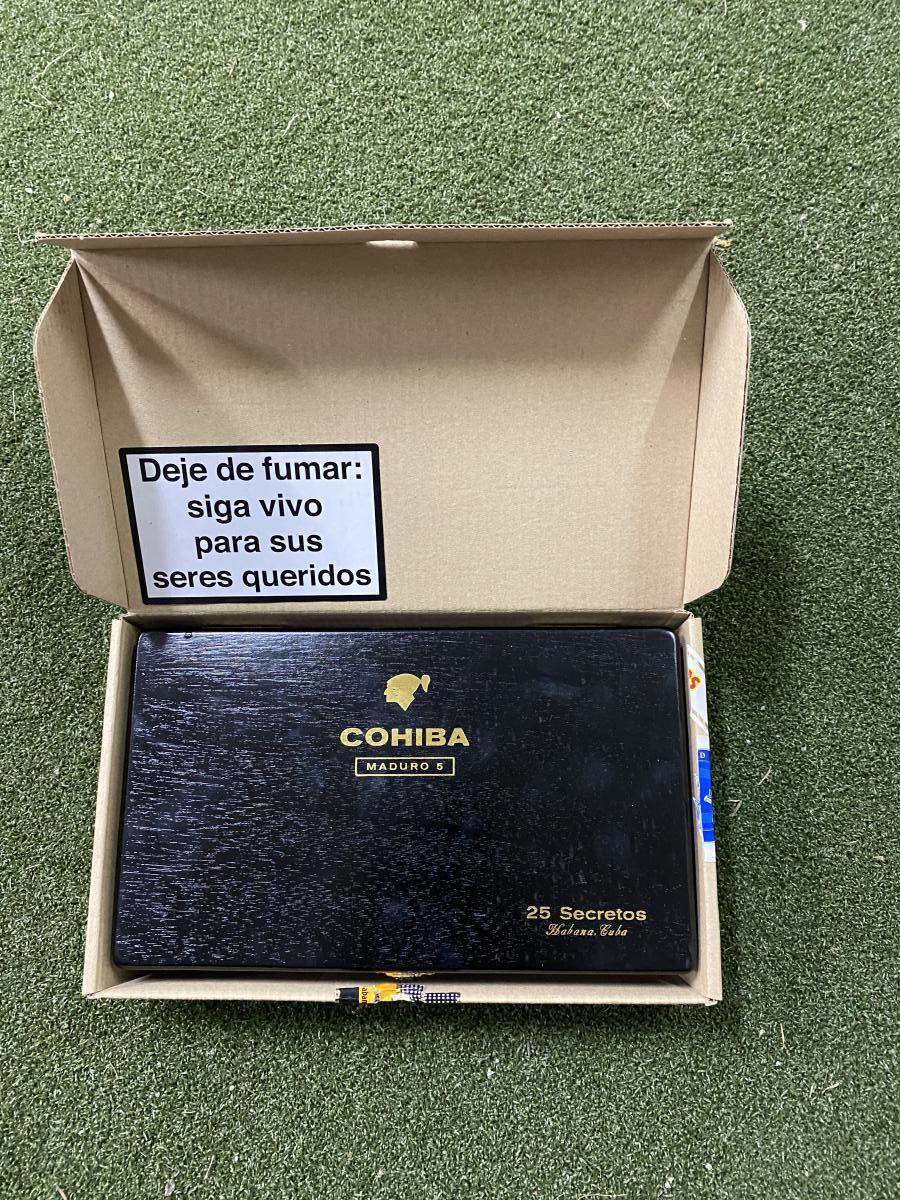 Deje de fumar:
siga vivo
para sus
seres queridos
COHIBA
MADURO 5
25 Secretos
Habana, Cuba